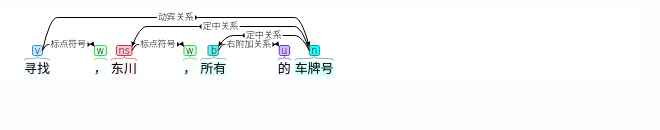 动宾关系
定中关系
定中关系
标点符号 标点符号 右附加关系
v w ns w b u n
寻找 ， 东川 ， 所有 的 车牌号